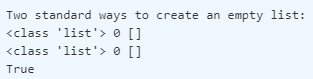 Two standard ways to create an empty list:
<class 'list'> 0 []
<class 'list'> 0 []
True